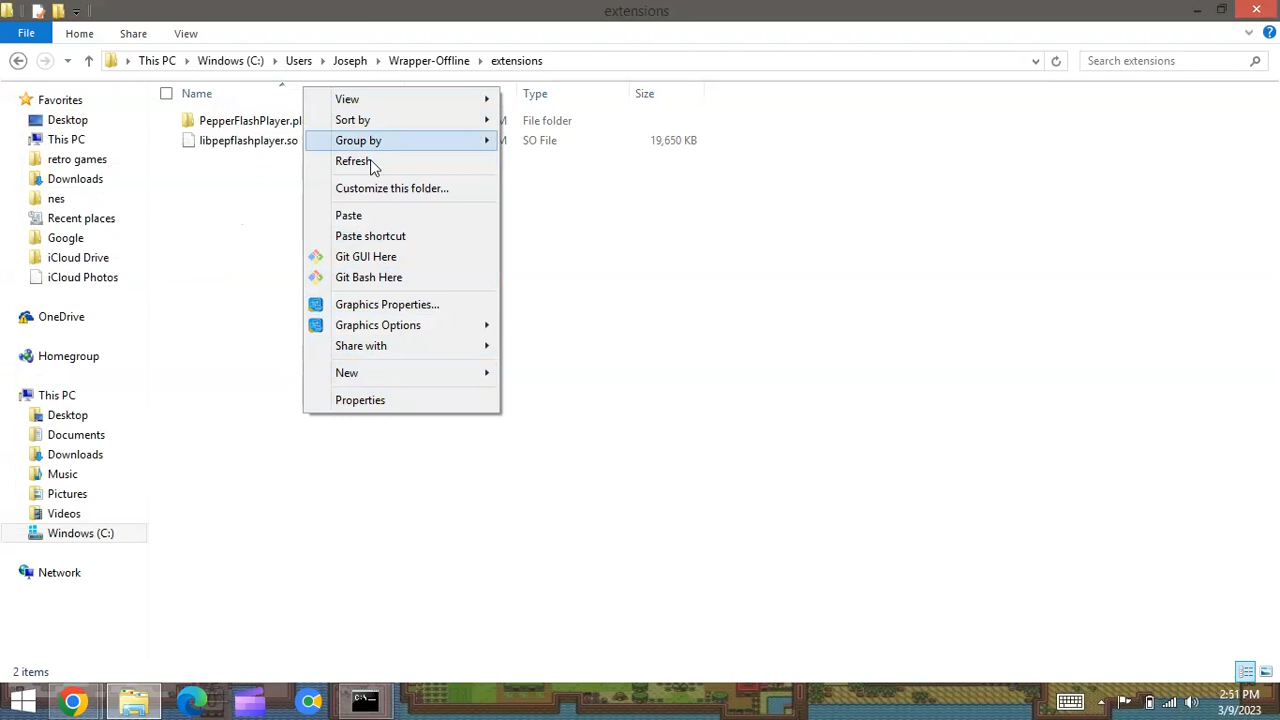 extensions
File Home Share View
This PC Windows (C:) Users Joseph Wrapper-Offline extensions
Search extensions
Name Type Size
PepperFlashPlayer.pl File folder
libpepflashplayer.so M SO File 19,650 KB
View
Sort by
Group by
Refresh
Customize this folder...
Paste
Paste shortcut
Git GUI Here
Git Bash Here
Graphics Properties...
Graphics Options
Share with
New
Properties
Favorites
Desktop
This PC
retro games
Downloads
nes
Recent places
Google
iCloud Drive
iCloud Photos
OneDrive
Homegroup
This PC
Desktop
Documents
Downloads
Music
Pictures
Videos
Windows (C:)
Network
2 items
C:\
2:51 PM
3/9/2023